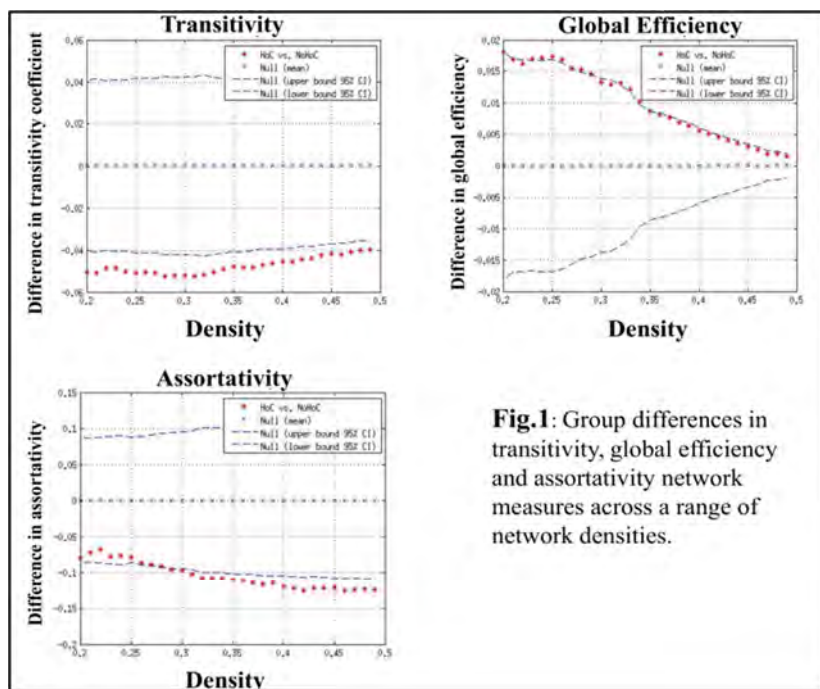 Transitivity
Difference in transitivity coefficient
0.06
0.04
0.02
0
-0.02
-0.04
-0.06
HoC vs. NoHoC
Null (mean)
Null (upper bound 95% CI)
Null (lower bound 95% CI)
0.2 0.25 0.3 0.35 0.4 0.45 0.5
Density
Global Efficiency
Difference in global efficiency
0.02
0.015
0.01
0.005
0
-0.005
-0.01
-0.015
-0.02
HoC vs. NoHoC
Null (mean)
Null (upper bound 95% CI)
Null (lower bound 95% CI)
0.2 0.25 0.3 0.35 0.4 0.45 0.5
Density
Assortativity
Difference in assortativity
0.15
0.1
0.05
0
-0.05
-0.1
-0.15
-0.2
HoC vs. NoHoC
Null (mean)
Null (upper bound 95% CI)
Null (lower bound 95% CI)
0.2 0.25 0.3 0.35 0.4 0.45 0.5
Density
Fig.1: Group differences in
transitivity, global efficiency
and assortativity network
measures across a range of
network densities.